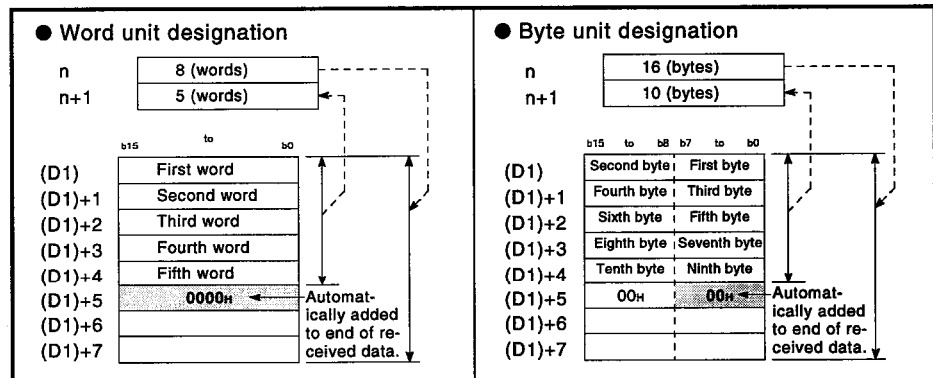 ● Word unit designation
n 8 (words)
n+1 5 (words)
b15 to b0
(D1) First word
(D1)+1 Second word
(D1)+2 Third word
(D1)+3 Fourth word
(D1)+4 Fifth word
(D1)+5 0000H Automat-
ically added
(D1)+6 to end of re-
(D1)+7 ceived data.
● Byte unit designation
n 16 (bytes)
n+1 10 (bytes)
b15 to b8 b7 to b0
(D1) Second byte First byte
(D1)+1 Fourth byte Third byte
(D1)+2 Sixth byte Fifth byte
(D1)+3 Eighth byte Seventh byte
(D1)+4 Tenth byte Ninth byte
(D1)+5 00H 00H Automat-
ically added
(D1)+6 to end of re-
(D1)+7 ceived data.